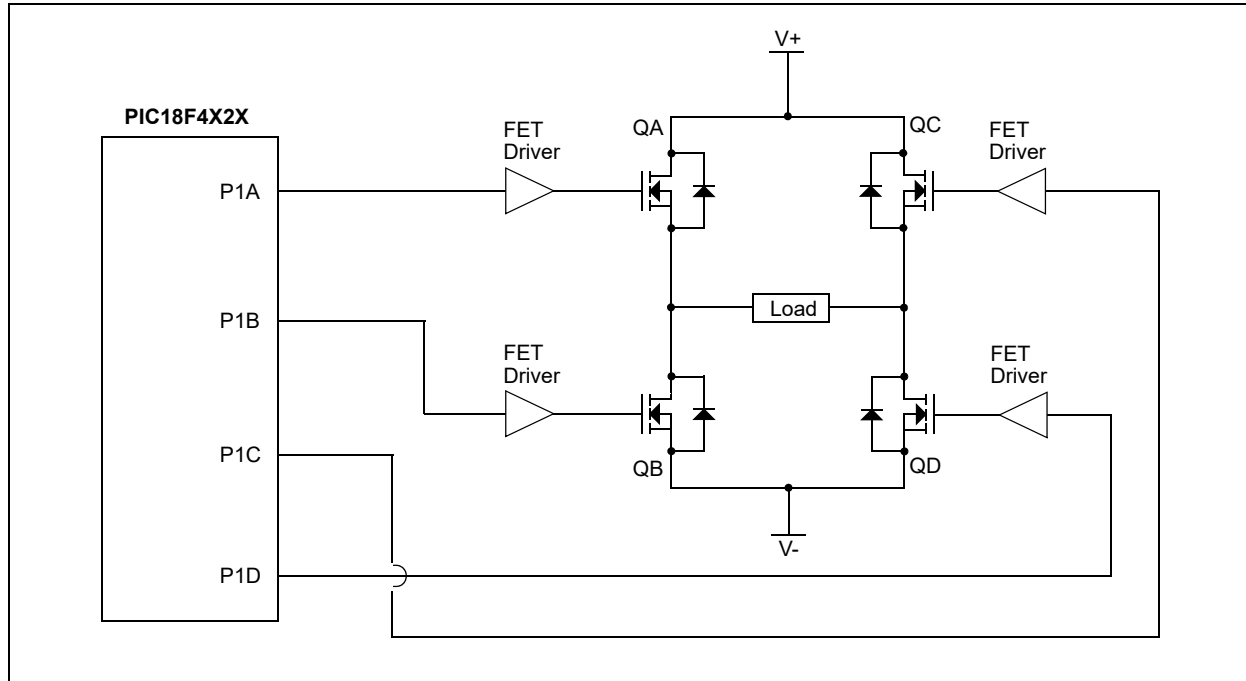 V+
PIC18F4X2X
FET
Driver
QA
QC
FET
Driver
P1A
P1B
Load
FET
Driver
FET
Driver
P1C
QB
QD
V-
P1D